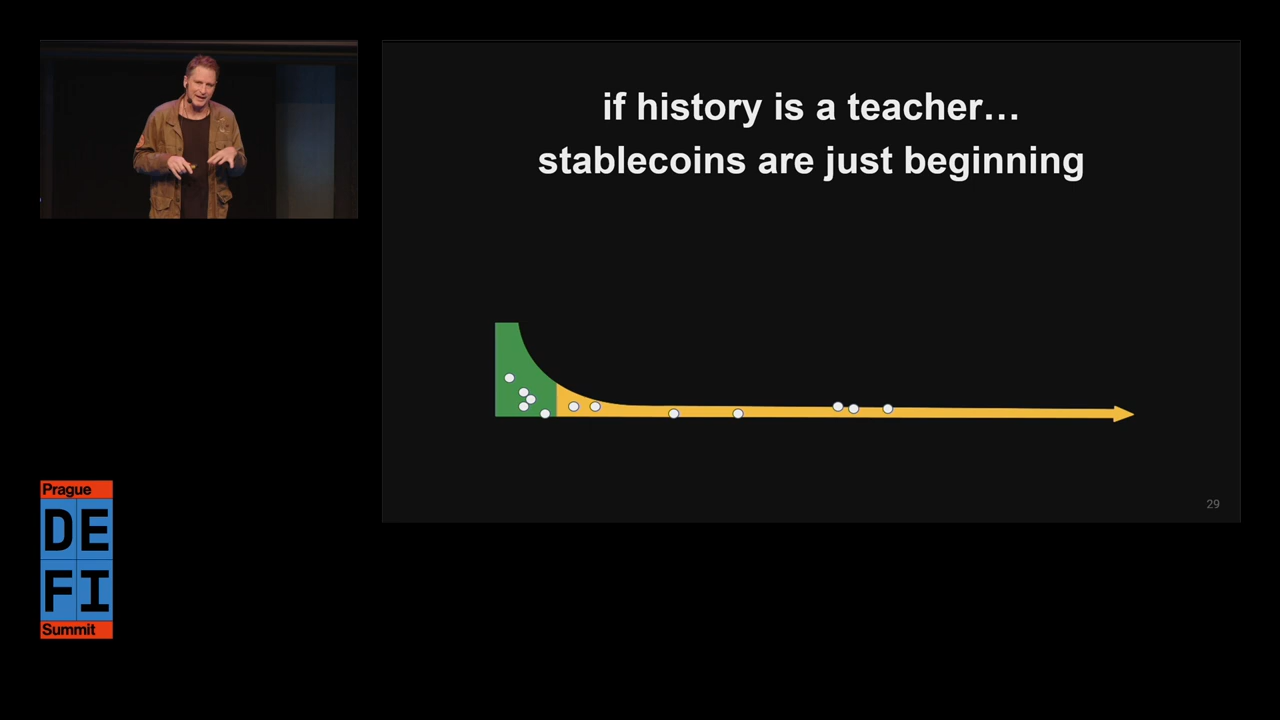 if history is a teacher…
stablecoins are just beginning
29
Prague
DE
FI
Summit